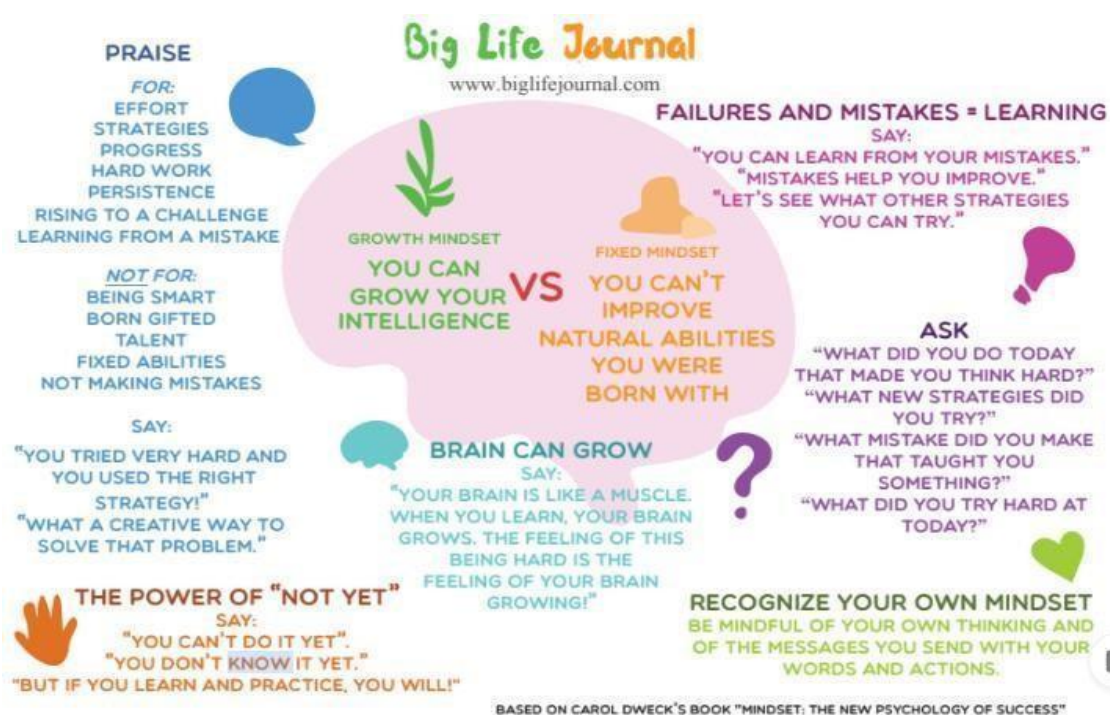 Big Life Journal
www.biglifejournal.com
PRAISE
FOR:
EFFORT
STRATEGIES
PROGRESS
HARD WORK
PERSISTENCE
RISING TO A CHALLENGE
LEARNING FROM A MISTAKE
NOT FOR:
BEING SMART
BORN GIFTED
TALENT
FIXED ABILITIES
NOT MAKING MISTAKES
SAY:
"YOU TRIED VERY HARD AND
YOU USED THE RIGHT
STRATEGY!"
"WHAT A CREATIVE WAY TO
SOLVE THAT PROBLEM."
GROWTH MINDSET
YOU CAN
GROW YOUR
INTELLIGENCE
VS
FIXED MINDSET
YOU CAN'T
IMPROVE
NATURAL ABILITIES
YOU WERE
BORN WITH
FAILURES AND MISTAKES = LEARNING
SAY:
"YOU CAN LEARN FROM YOUR MISTAKES."
"MISTAKES HELP YOU IMPROVE."
"LET'S SEE WHAT OTHER STRATEGIES
YOU CAN TRY."
ASK
"WHAT DID YOU DO TODAY
THAT MADE YOU THINK HARD?"
"WHAT NEW STRATEGIES DID
YOU TRY?"
"WHAT MISTAKE DID YOU MAKE
THAT TAUGHT YOU
SOMETHING?"
"WHAT DID YOU TRY HARD AT
TODAY?"
BRAIN CAN GROW
SAY:
"YOUR BRAIN IS LIKE A MUSCLE.
WHEN YOU LEARN, YOUR BRAIN
GROWS. THE FEELING OF THIS
BEING HARD IS THE
FEELING OF YOUR BRAIN
GROWING!"
THE POWER OF "NOT YET"
SAY:
"YOU CAN'T DO IT YET".
"YOU DON'T KNOW IT YET."
"BUT IF YOU LEARN AND PRACTICE, YOU WILL!"
RECOGNIZE YOUR OWN MINDSET
BE MINDFUL OF YOUR OWN THINKING AND
OF THE MESSAGES YOU SEND WITH YOUR
WORDS AND ACTIONS.
BASED ON CAROL DWECK'S BOOK "MINDSET: THE NEW PSYCHOLOGY OF SUCCESS"